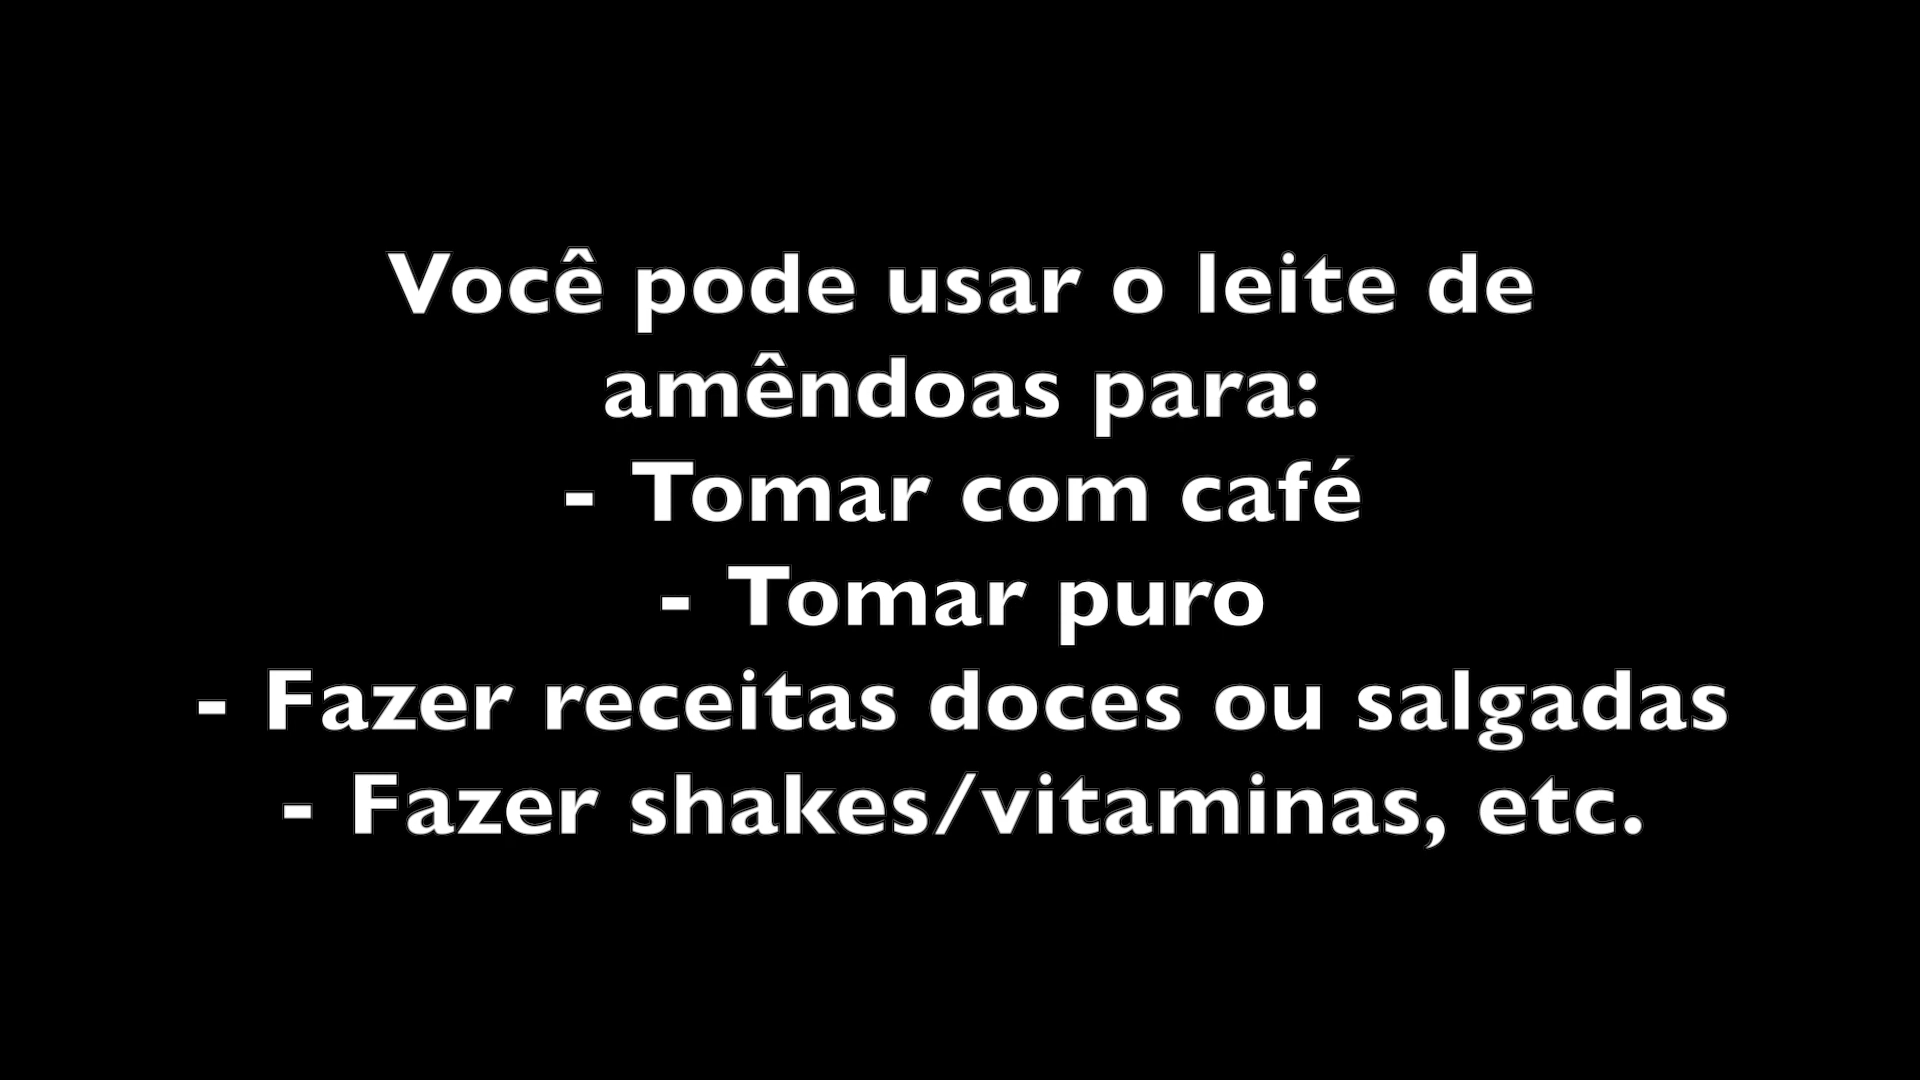 Você pode usar o leite de
amêndoas para:
- Tomar com café
- Tomar puro
- Fazer receitas doces ou salgadas
- Fazer shakes/vitaminas, etc.